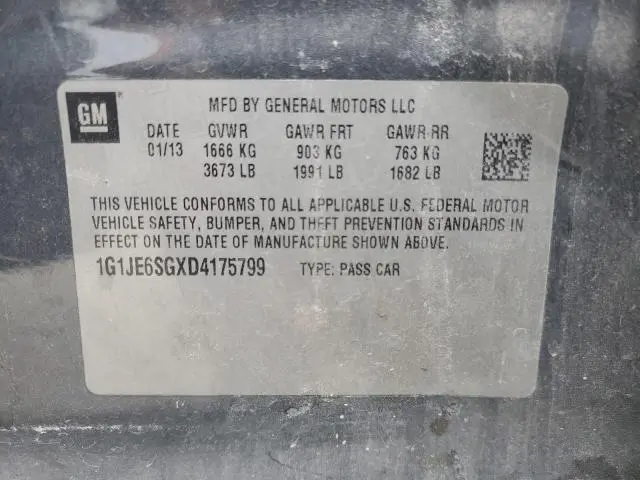 GM
MFD BY GENERAL MOTORS LLC
DATE GVWR GAWR FRT GAWR RR
01/13 1666 KG 903 KG 763 KG
3673 LB 1991 LB 1682 LB
THIS VEHICLE CONFORMS TO ALL APPLICABLE U.S. FEDERAL MOTOR
VEHICLE SAFETY, BUMPER, AND THEFT PREVENTION STANDARDS IN
EFFECT ON THE DATE OF MANUFACTURE SHOWN ABOVE.
1G1JE6SGXD4175799 TYPE: PASS CAR